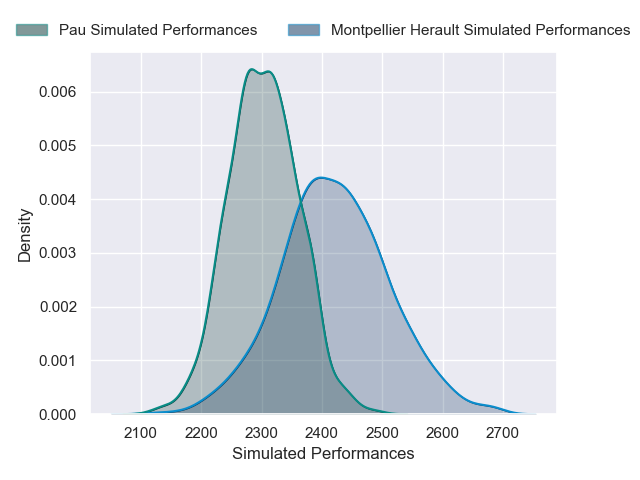 Pau Simulated Performances
Montpellier Herault Simulated Performances
0.006
0.005
0.004
0.003
0.002
0.001
0.000
Density
2100 2200 2300 2400 2500 2600 2700
Simulated Performances